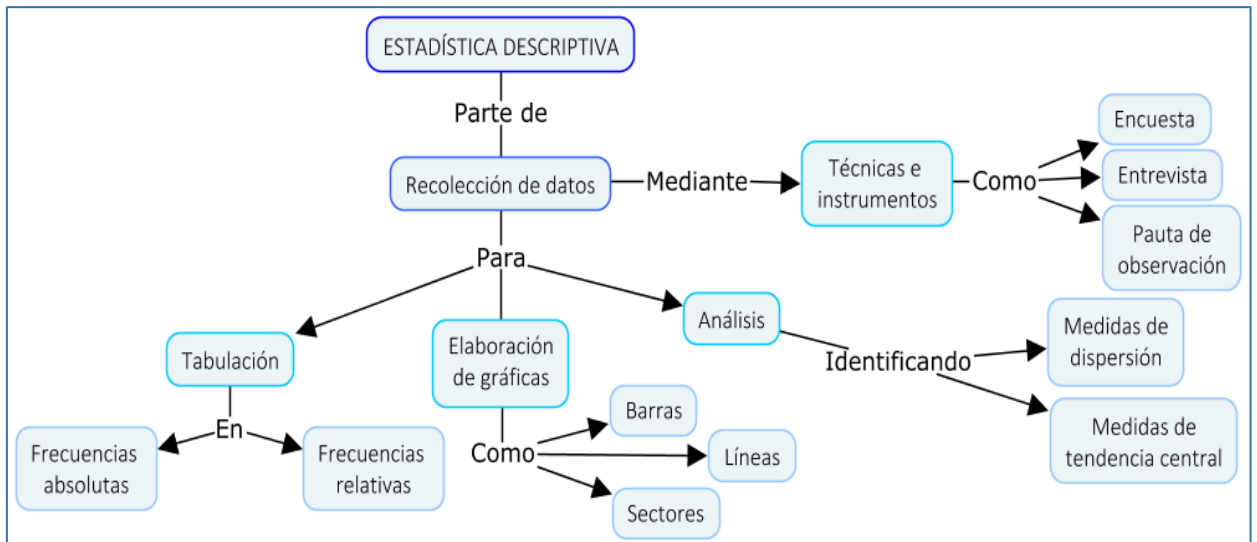 ESTADÍSTICA DESCRIPTIVA
Parte de
Recolección de datos
Mediante
Técnicas e
instrumentos
Como
Encuesta
Entrevista
Pauta de
observación
Para
Tabulación
En
Frecuencias
absolutas
Frecuencias
relativas
Elaboración
de gráficas
Como
Barras
Líneas
Sectores
Análisis
Identificando
Medidas de
dispersión
Medidas de
tendencia central